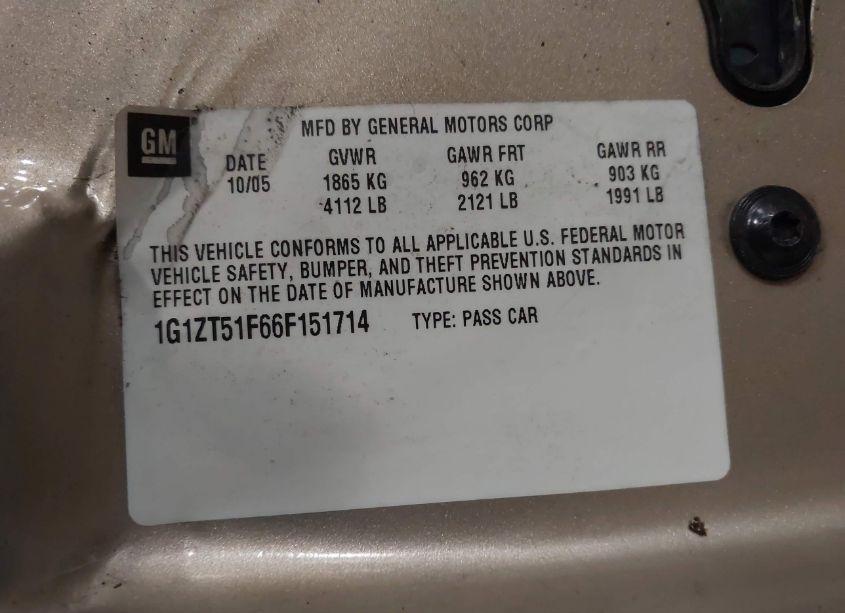 GM
MFD BY GENERAL MOTORS CORP
DATE GVWR GAWR FRT GAWR RR
10/05 1865 KG 962 KG 903 KG
4112 LB 2121 LB 1991 LB
THIS VEHICLE CONFORMS TO ALL APPLICABLE U.S. FEDERAL MOTOR
VEHICLE SAFETY, BUMPER, AND THEFT PREVENTION STANDARDS IN
EFFECT ON THE DATE OF MANUFACTURE SHOWN ABOVE.
1G1ZT51F66F151714 TYPE: PASS CAR